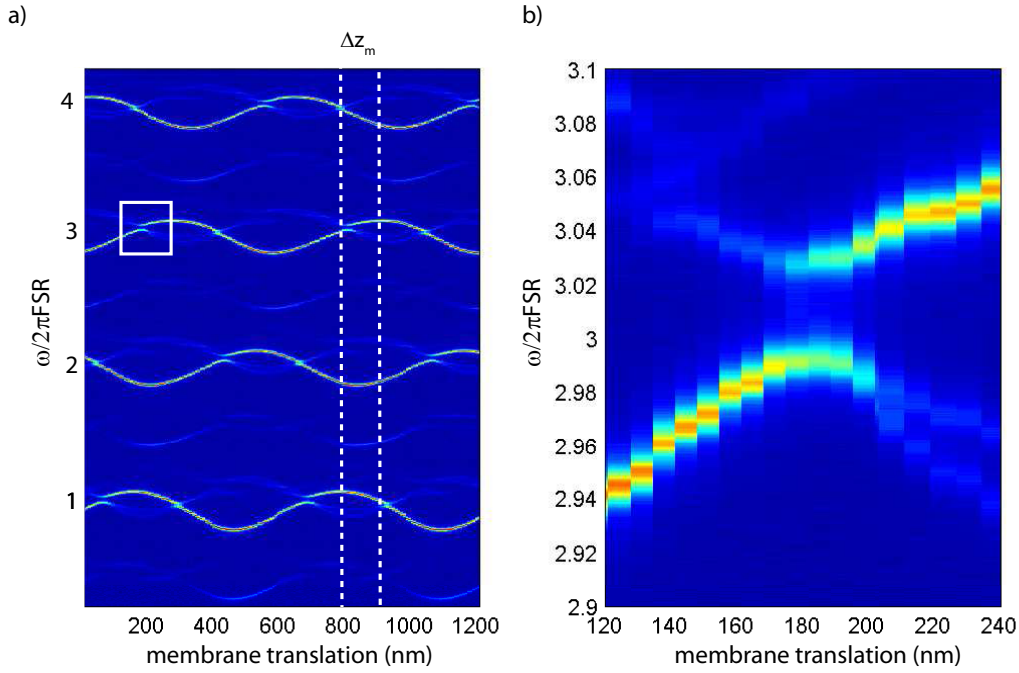 a)
Δz_m
4
3
2
1
ω/2πFSR
200 400 600 800 1000 1200
membrane translation (nm)
b)
3.1
3.08
3.06
3.04
3.02
3
2.98
2.96
2.94
2.92
2.9
ω/2πFSR
120 140 160 180 200 220 240
membrane translation (nm)